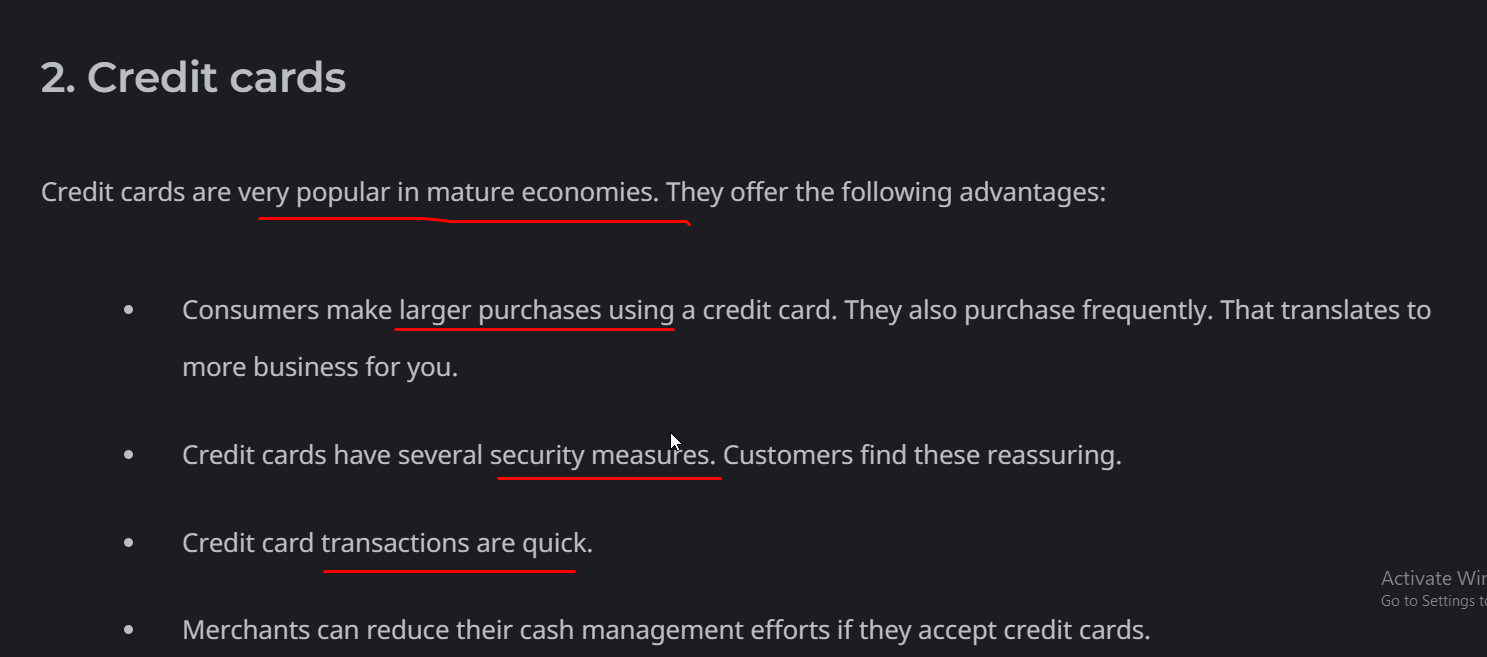 2. Credit cards
Credit cards are very popular in mature economies. They offer the following advantages:
• Consumers make larger purchases using a credit card. They also purchase frequently. That translates to
more business for you.
• Credit cards have several security measures. Customers find these reassuring.
• Credit card transactions are quick.
Activate Wi
Go to Settings t
• Merchants can reduce their cash management efforts if they accept credit cards.